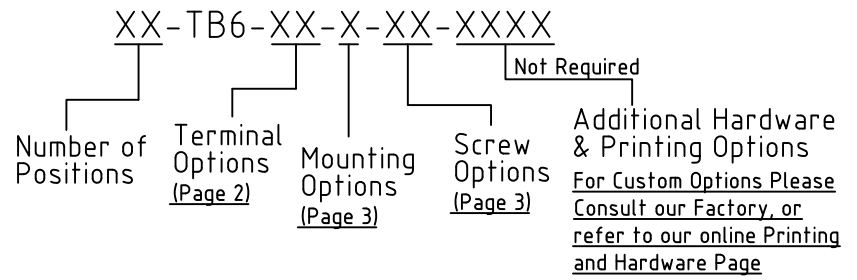 XX-TB6-XX-X-XX-XXXX
Not Required
Number of
Positions
Terminal
Options
(Page 2)
Mounting
Options
(Page 3)
Screw
Options
(Page 3)
Additional Hardware
& Printing Options
For Custom Options Please
Consult our Factory, or
refer to our online Printing
and Hardware Page